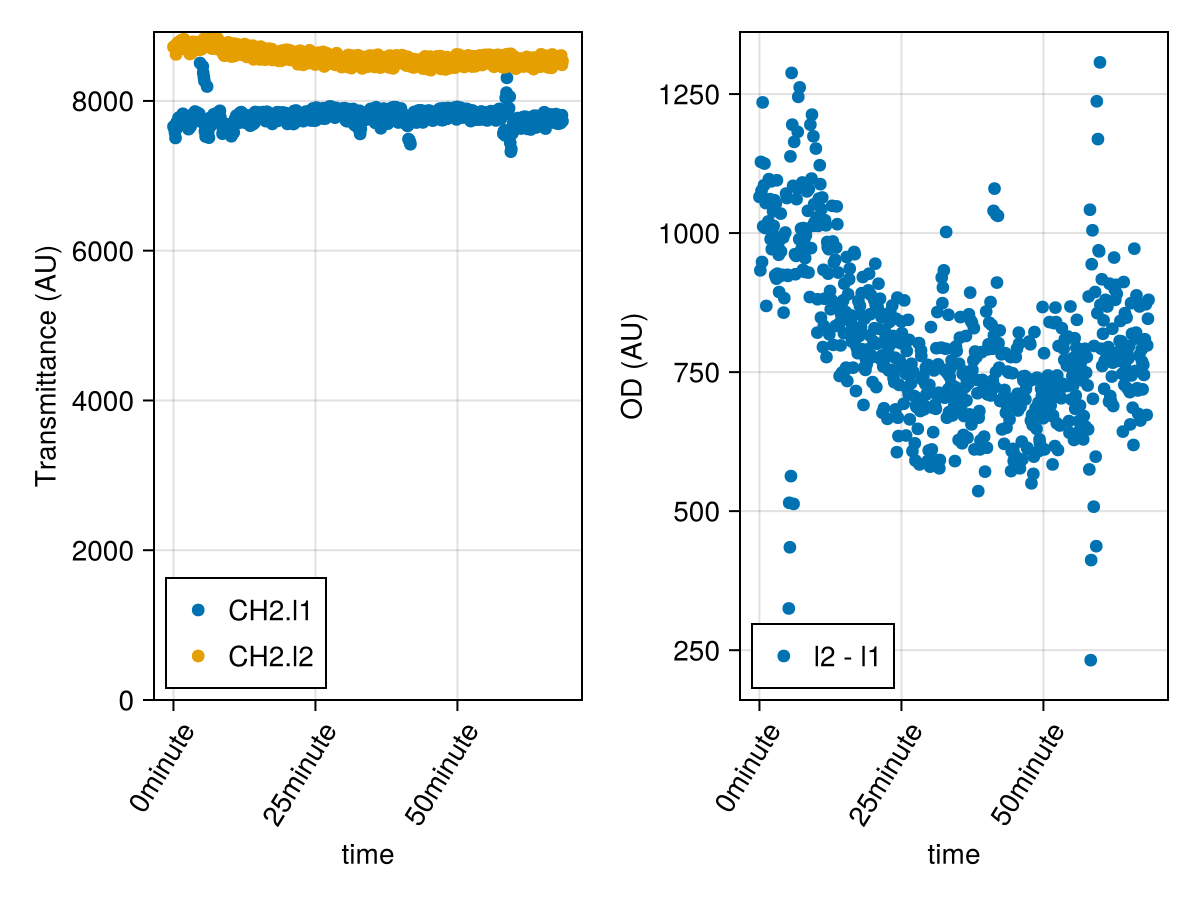 Transmittance (AU)
8000
6000
4000
2000
0
CH2.I1
CH2.I2
0minute
25minute
50minute
time
OD (AU)
1250
1000
750
500
250
I2 - I1
0minute
25minute
50minute
time